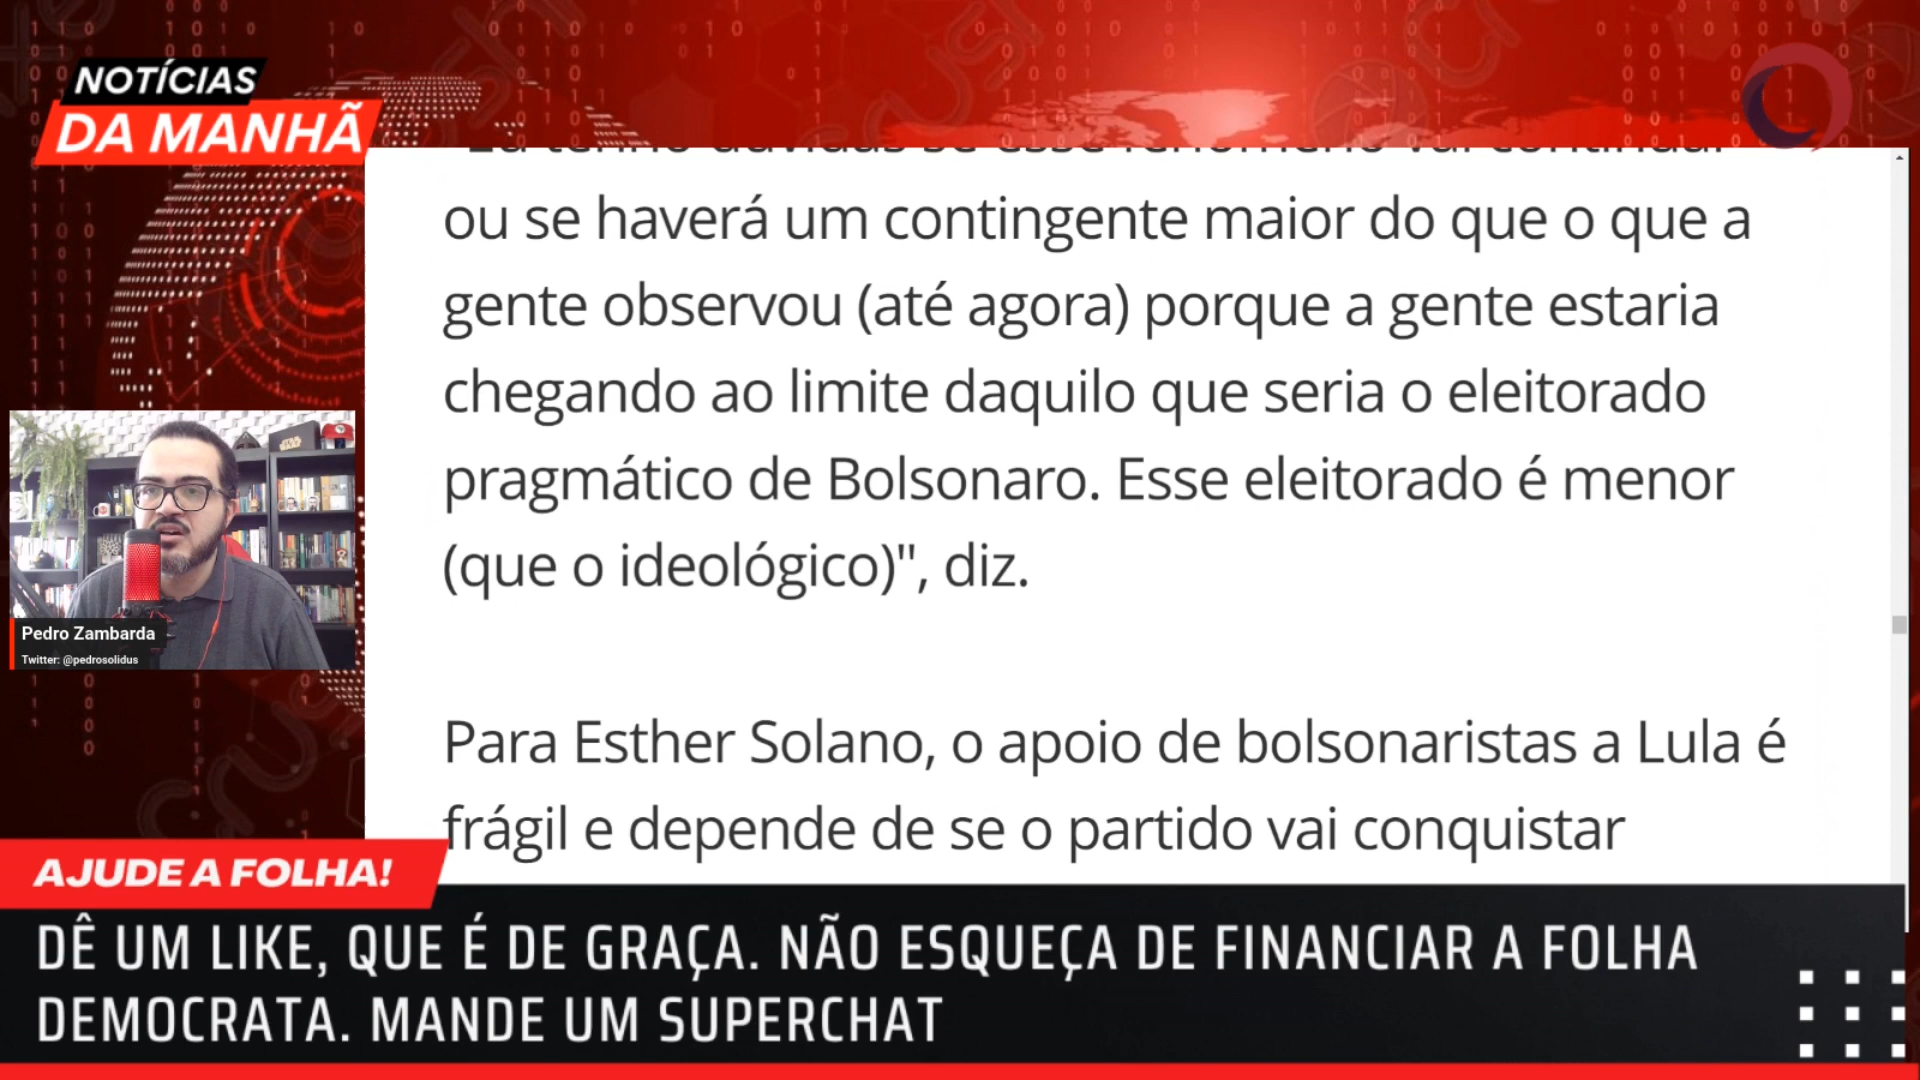 NOTÍCIAS
DA MANHÃ
ou se haverá um contingente maior do que o que a
gente observou (até agora) porque a gente estaria
chegando ao limite daquilo que seria o eleitorado
pragmático de Bolsonaro. Esse eleitorado é menor
(que o ideológico)", diz.
Para Esther Solano, o apoio de bolsonaristas a Lula é
frágil e depende de se o partido vai conquistar
Pedro Zambarda
Twitter: @pedrosolidus
AJUDE A FOLHA!
DÊ UM LIKE, QUE É DE GRAÇA. NÃO ESQUEÇA DE FINANCIAR A FOLHA
DEMOCRATA. MANDE UM SUPERCHAT